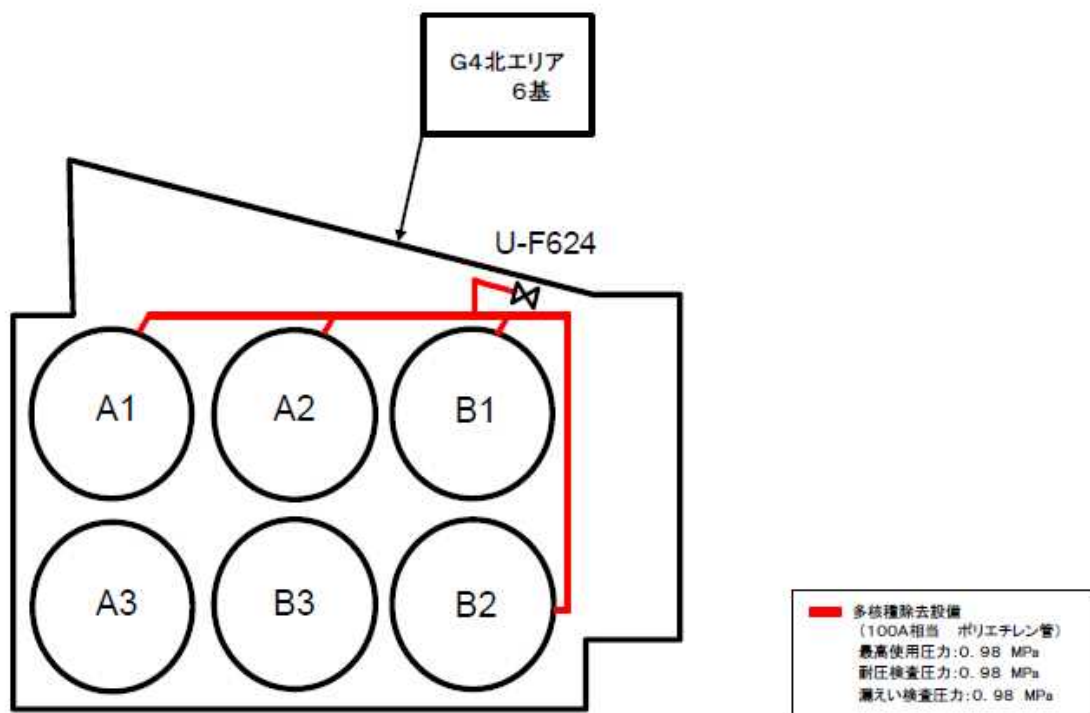 G4北エリア
6基
U-F624
A1 A2 B1
A3 B3 B2
多核種除去設備
(100A相当 ポリエチレン管)
最高使用圧力:0.98 MPa
耐圧検査圧力:0.98 MPa
漏えい検査圧力:0.98 MPa